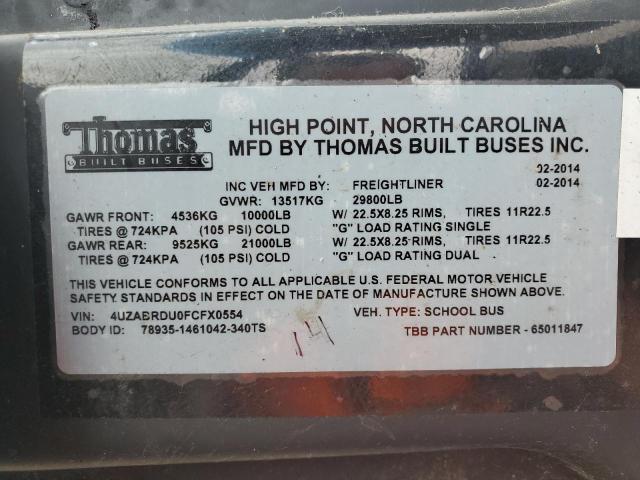 Thomas
BUILT BUSES
HIGH POINT, NORTH CAROLINA
MFD BY THOMAS BUILT BUSES INC.
02-2014
INC VEH MFD BY: FREIGHTLINER 02-2014
GVWR: 13517KG 29800LB
GAWR FRONT: 4536KG 10000LB W/ 22.5X8.25 RIMS, TIRES 11R22.5
TIRES @ 724KPA (105 PSI) COLD "G" LOAD RATING SINGLE
GAWR REAR: 9525KG 21000LB W/ 22.5X8.25 RIMS, TIRES 11R22.5
TIRES @ 724KPA (105 PSI) COLD "G" LOAD RATING DUAL
THIS VEHICLE CONFORMS TO ALL APPLICABLE U.S. FEDERAL MOTOR VEHICLE
SAFETY STANDARDS IN EFFECT ON THE DATE OF MANUFACTURE SHOWN ABOVE.
VIN: 4UZABRDU0FCFX0554 VEH. TYPE: SCHOOL BUS
BODY ID: 78935-1461042-340TS TBB PART NUMBER - 65011847
14